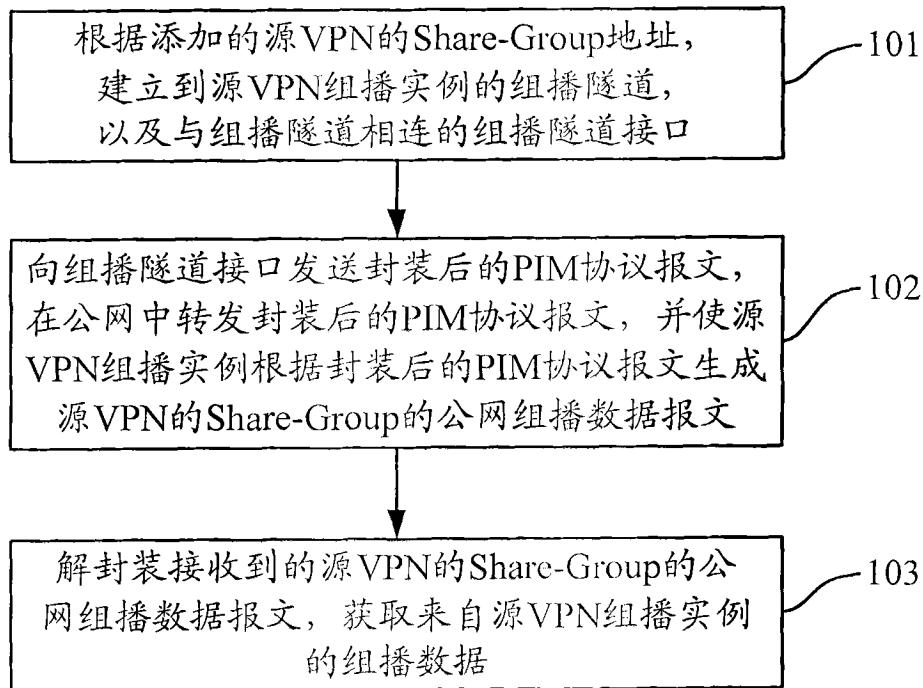 根据添加的源VPN的Share-Group地址，
建立到源VPN组播实例的组播隧道，
以及与组播隧道相连的组播隧道接口
101
向组播隧道接口发送封装后的PIM协议报文，
在公网中转发封装后的PIM协议报文，并使源
VPN组播实例根据封装后的PIM协议报文生成
源VPN的Share-Group的公网组播数据报文
102
解封装接收到的源VPN的Share-Group的公
网组播数据报文，获取来自源VPN组播实例
的组播数据
103